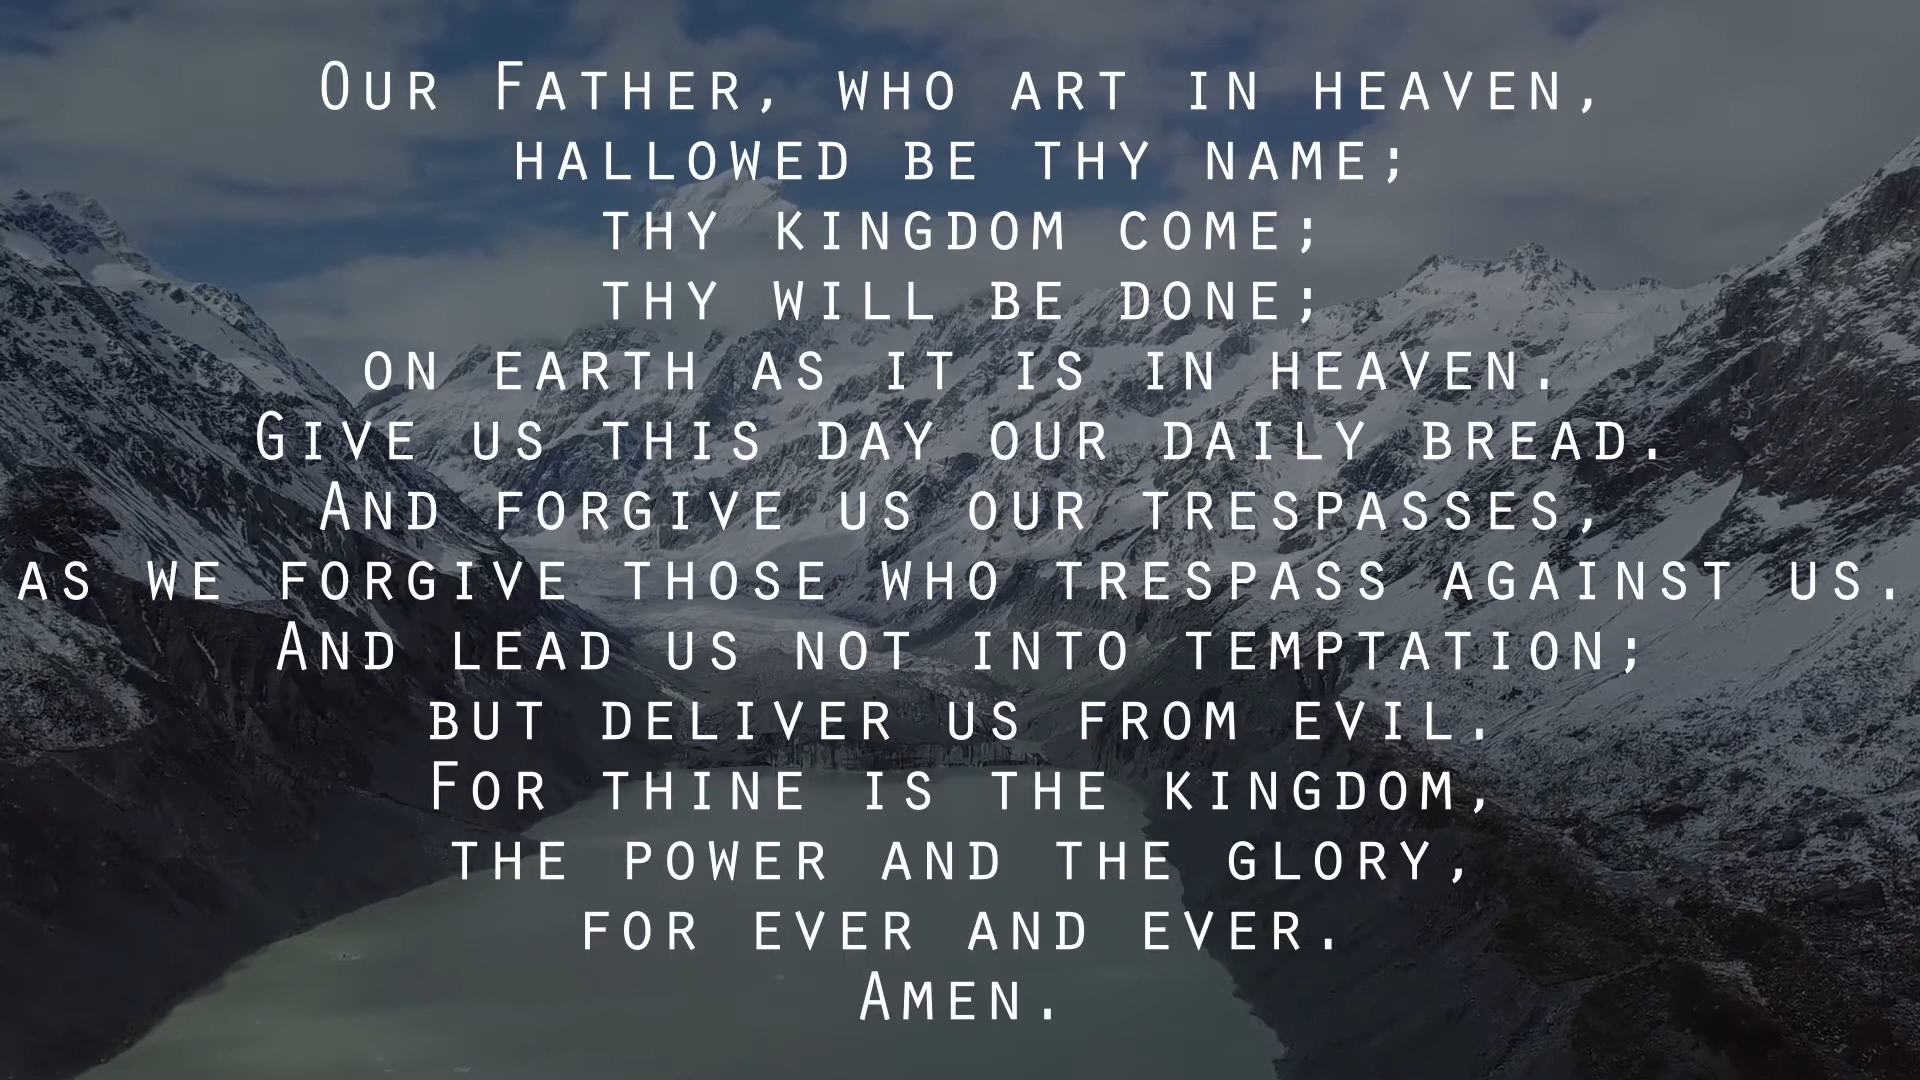 Our Father, who art in heaven,
hallowed be thy name;
thy kingdom come;
thy will be done;
on earth as it is in heaven.
Give us this day our daily bread.
And forgive us our trespasses,
as we forgive those who trespass against us.
And lead us not into temptation;
but deliver us from evil.
For thine is the kingdom,
the power and the glory,
for ever and ever.
Amen.